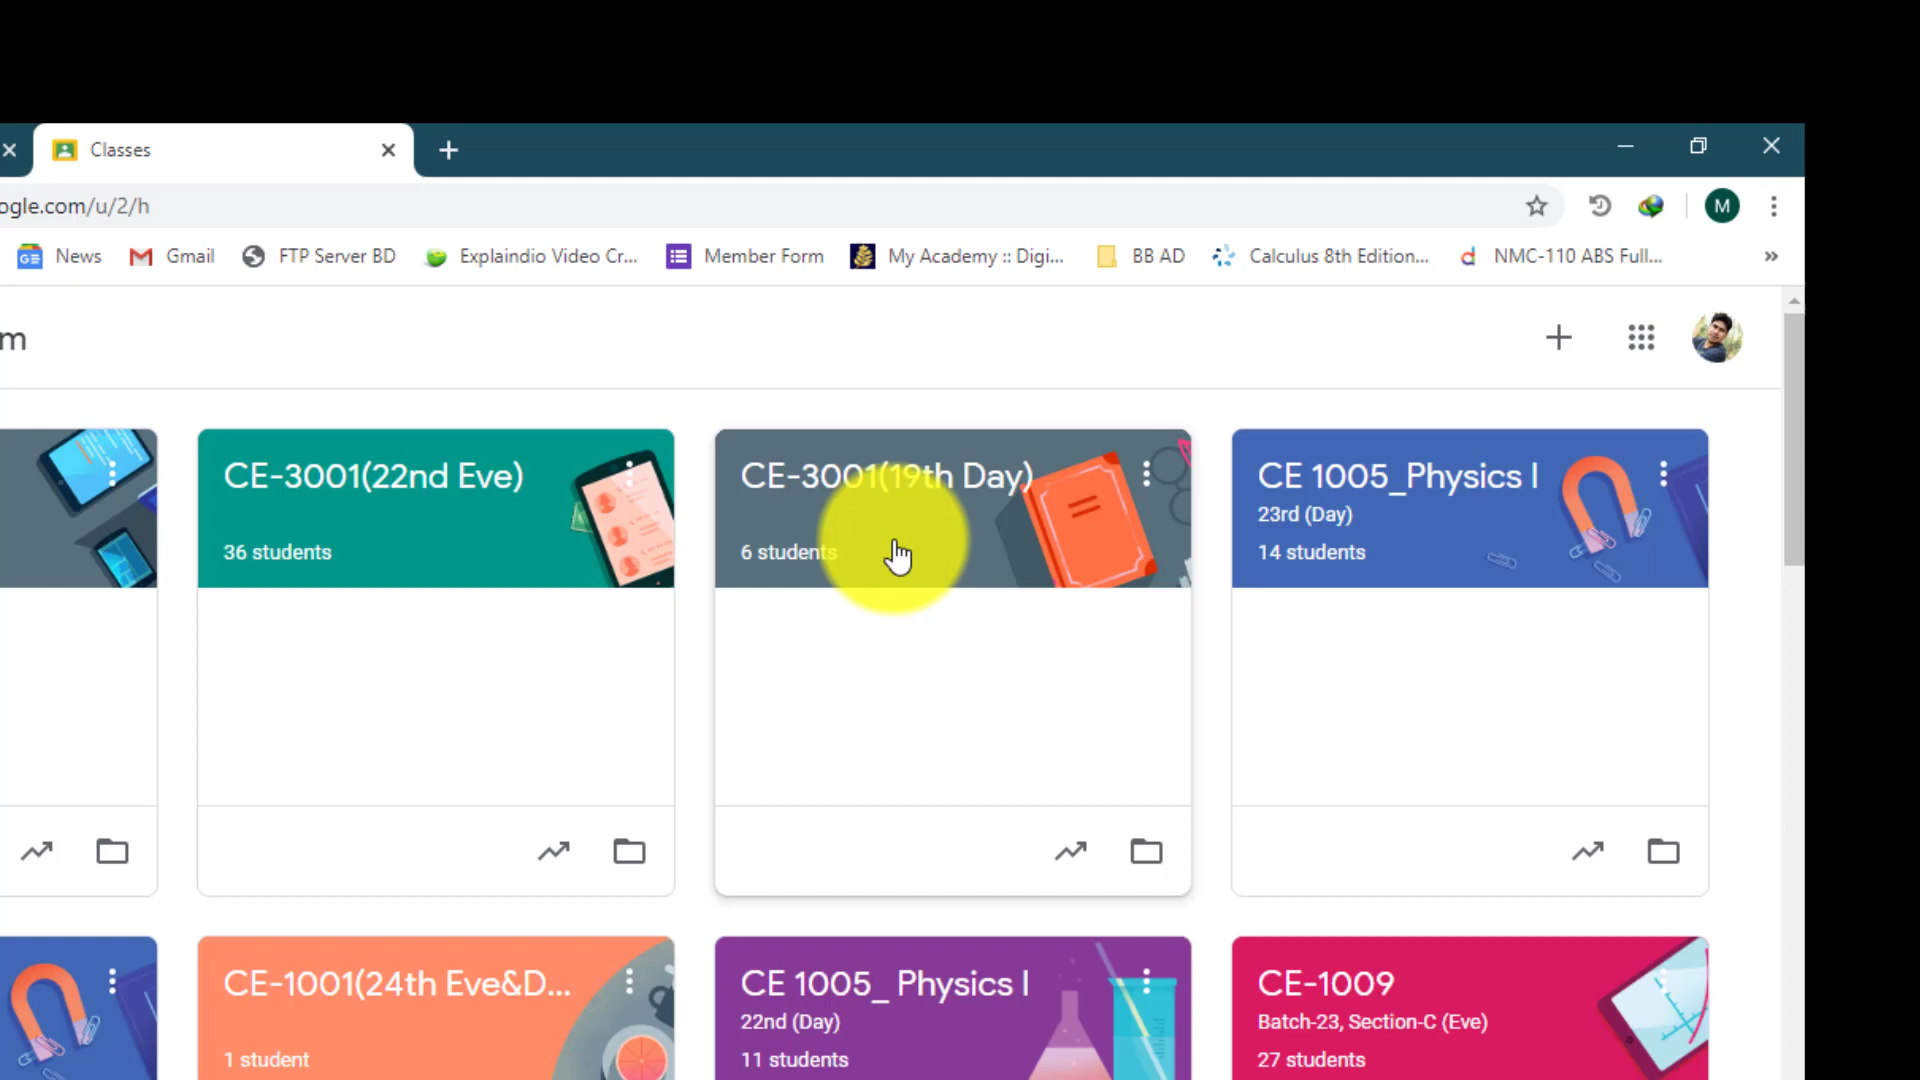 Classes
ogle.com/u/2/h
M
GE News
Gmail
FTP Server BD
Explaindio Video Cr...
Member Form
My Academy :: Digi...
BB AD
Calculus 8th Edition...
d NMC-110 ABS Full...
»
m
CE-3001(22nd Eve)
36 students
CE-3001(19th Day)
6 students
CE 1005_Physics I
23rd (Day)
14 students
CE-1001(24th Eve&D...
1 student
CE 1005_ Physics I
22nd (Day)
11 students
CE-1009
Batch-23, Section-C (Eve)
27 students